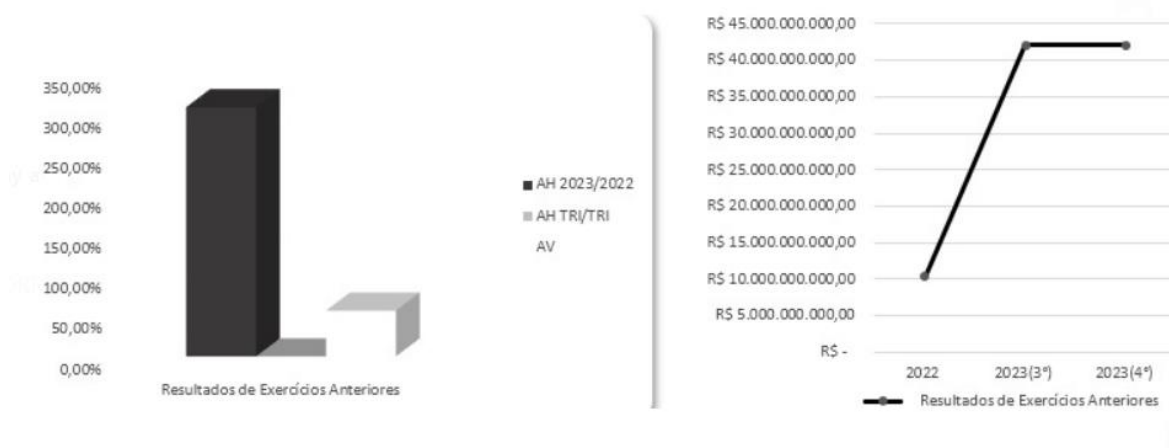 350,00%
300,00%
250,00%
200,00%
150,00%
100,00%
50,00%
0,00%
Resultados de Exercícios Anteriores
AH 2023/2022
AH TRI/TRI
AV
R$ 45.000.000.000,00
R$ 40.000.000.000,00
R$ 35.000.000.000,00
R$ 30.000.000.000,00
R$ 25.000.000.000,00
R$ 20.000.000.000,00
R$ 15.000.000.000,00
R$ 10.000.000.000,00
R$ 5.000.000.000,00
R$ -
2022 2023(3°) 2023(4°)
Resultados de Exercícios Anteriores